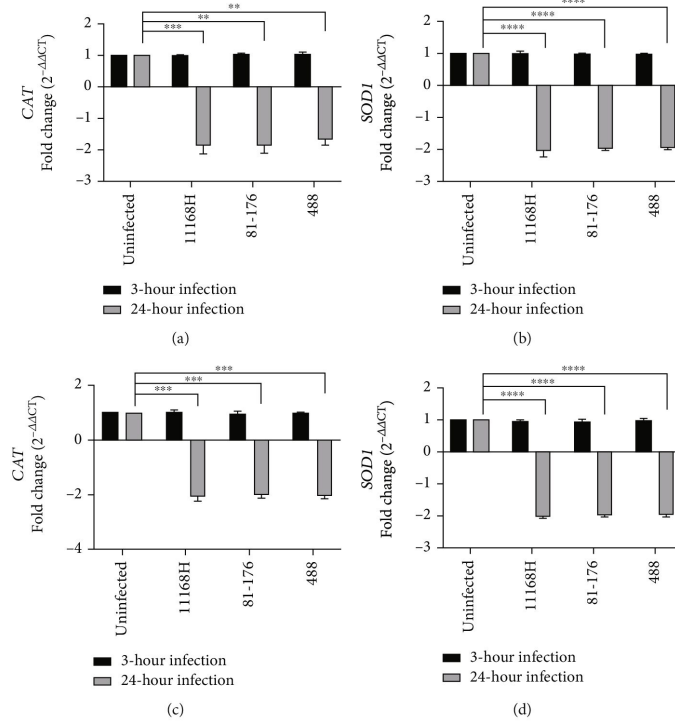 **
**
***
2
1
0
−1
−2
−3
CAT
Fold change (2−ΔΔCT)
Uninfected
11168H
81-176
488
3-hour infection
24-hour infection
(a)
****
****
****
2
1
0
−1
−2
−3
SOD1
Fold change (2−ΔΔCT)
Uninfected
11168H
81-176
488
3-hour infection
24-hour infection
(b)
***
***
***
2
0
−2
−4
CAT
Fold change (2−ΔΔCT)
Uninfected
11168H
81-176
488
3-hour infection
24-hour infection
(c)
****
****
****
2
1
0
−1
−2
−3
SOD1
Fold change (2−ΔΔCT)
Uninfected
11168H
81-176
488
3-hour infection
24-hour infection
(d)